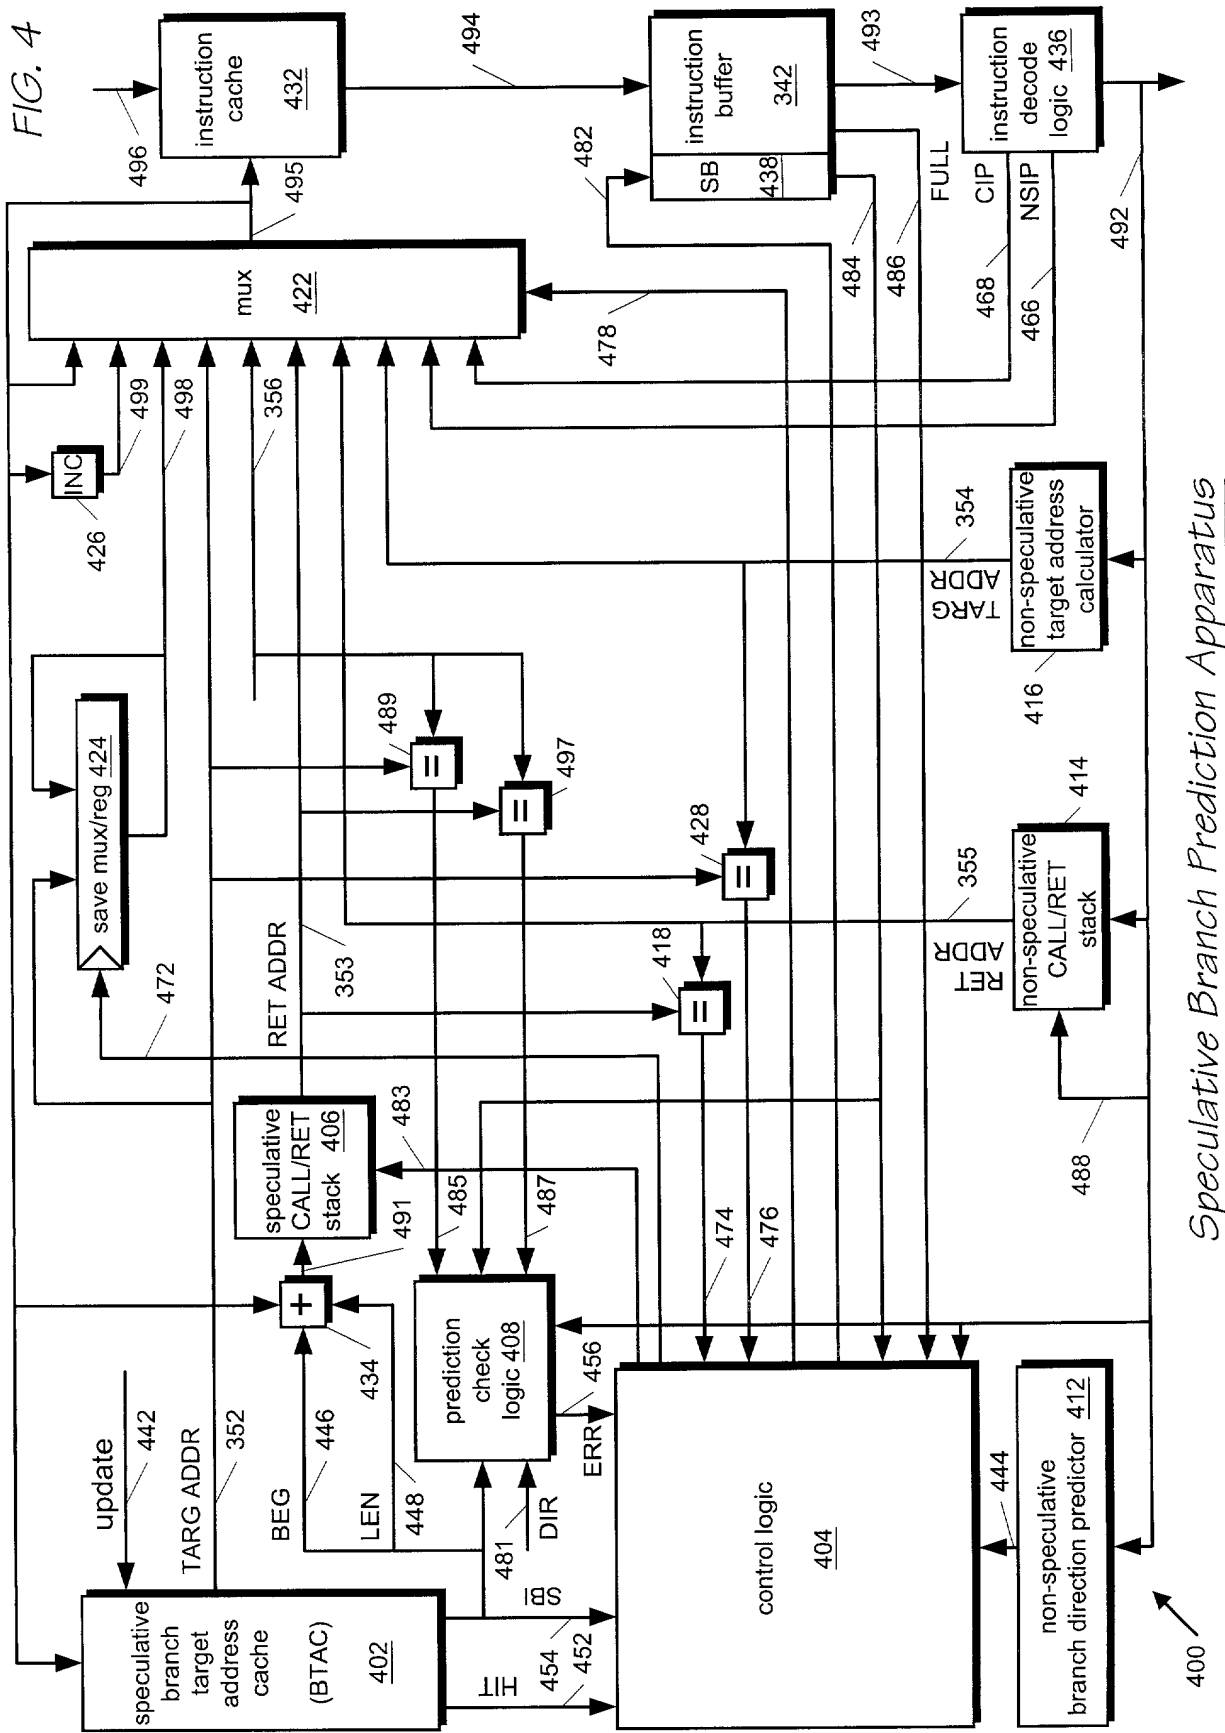 FIG. 4
496
instruction
cache
432
494
instruction
buffer
342
SB
438
493
instruction
decode
logic 436
482
495
mux
422
478
484
486
FULL
CIP
NSIP
468
466
492
INC
426
499
498
356
354
TARG
ADDR
non-speculative
target address
calculator
416
save mux/reg 424
472
489
497
428
418
414
355
RET
ADDR
non-speculative
CALL/RET
stack
488
RET ADDR
353
speculative
CALL/RET
stack 406
483
491
485
487
474
476
+
434
update
442
TARG ADDR
352
BEG
446
LEN
448
prediction
check
logic 408
456
ERR
481
DIR
SBI
454
452
HIT
speculative
branch
target
address
cache
(BTAC)
402
control logic
404
444
non-speculative
branch direction predictor 412
400
=
=
=
=
Speculative Branch Prediction Apparatus